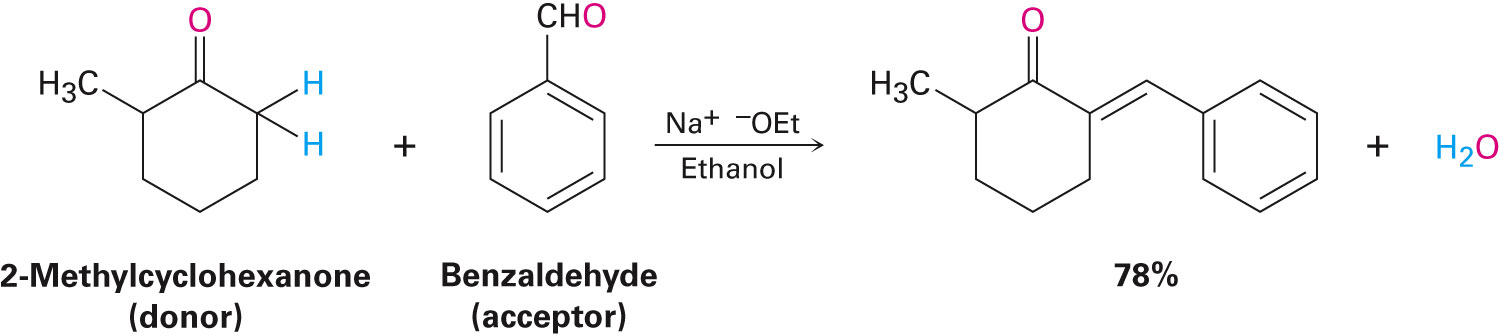 O
H₃C
H
H
+
CHO
Na⁺ ⁻OEt
Ethanol
O
H₃C
+
H₂O
2-Methylcyclohexanone
(donor)
Benzaldehyde
(acceptor)
78%